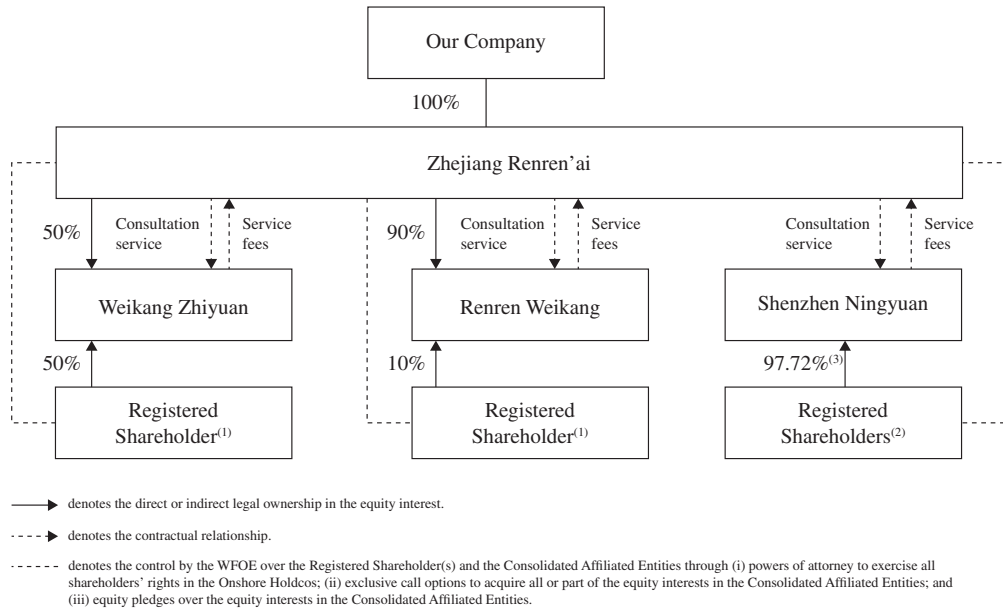 Our Company
100%
Zhejiang Renren'ai
50%
Consultation
service
Service
fees
90%
Consultation
service
Service
fees
Consultation
service
Service
fees
Weikang Zhiyuan
Renren Weikang
Shenzhen Ningyuan
50%
10%
97.72%(3)
Registered
Shareholder(1)
Registered
Shareholder(1)
Registered
Shareholders(2)
denotes the direct or indirect legal ownership in the equity interest.
denotes the contractual relationship.
denotes the control by the WFOE over the Registered Shareholder(s) and the Consolidated Affiliated Entities through (i) powers of attorney to exercise all
shareholders' rights in the Onshore Holdcos; (ii) exclusive call options to acquire all or part of the equity interests in the Consolidated Affiliated Entities; and
(iii) equity pledges over the equity interests in the Consolidated Affiliated Entities.